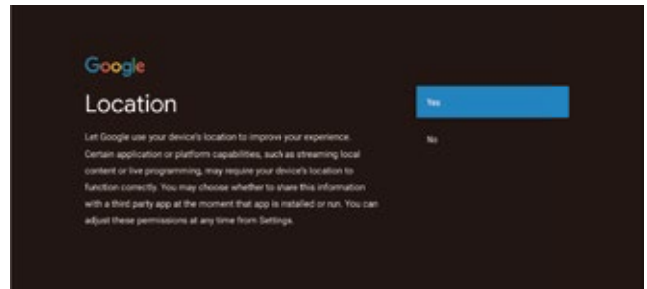 Google
Location
Let Google use your device's location to improve your experience.
Certain application or platform capabilities, such as streaming local
content or live programming, may require your device's location to
function correctly. You may choose whether to share this information
with a third party app at the moment that app is installed or run. You can
adjust these permissions at any time from Settings.
Yes
No